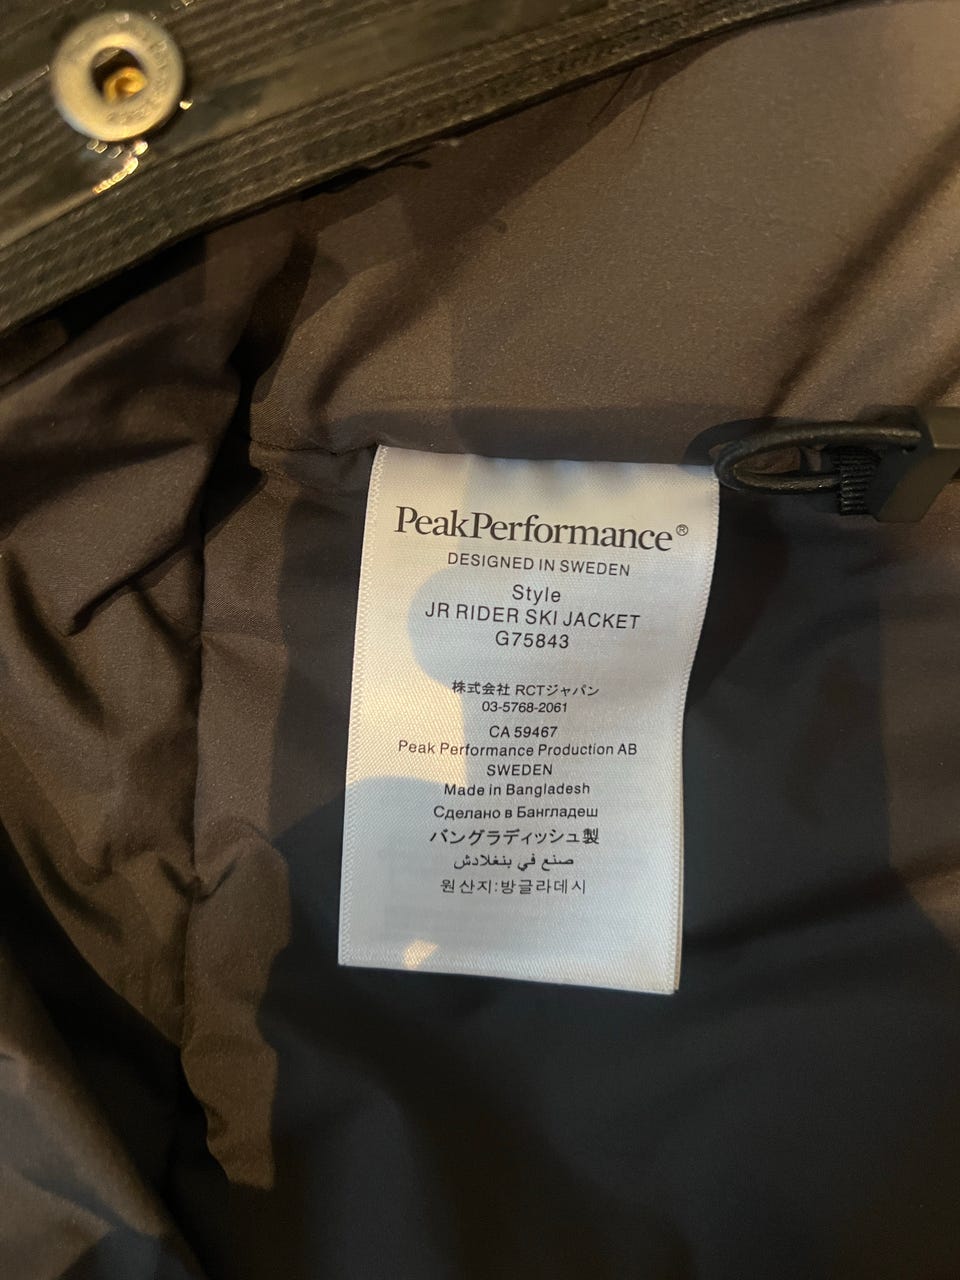 PeakPerformance®
DESIGNED IN SWEDEN
Style
JR RIDER SKI JACKET
G75843
株式会社 RCTジャパン
03-5768-2061
CA 59467
Peak Performance Production AB
SWEDEN
Made in Bangladesh
Сделано в Бангладеш
バングラディッシュ製
صنع في بنغلادش
원산지:방글라데시